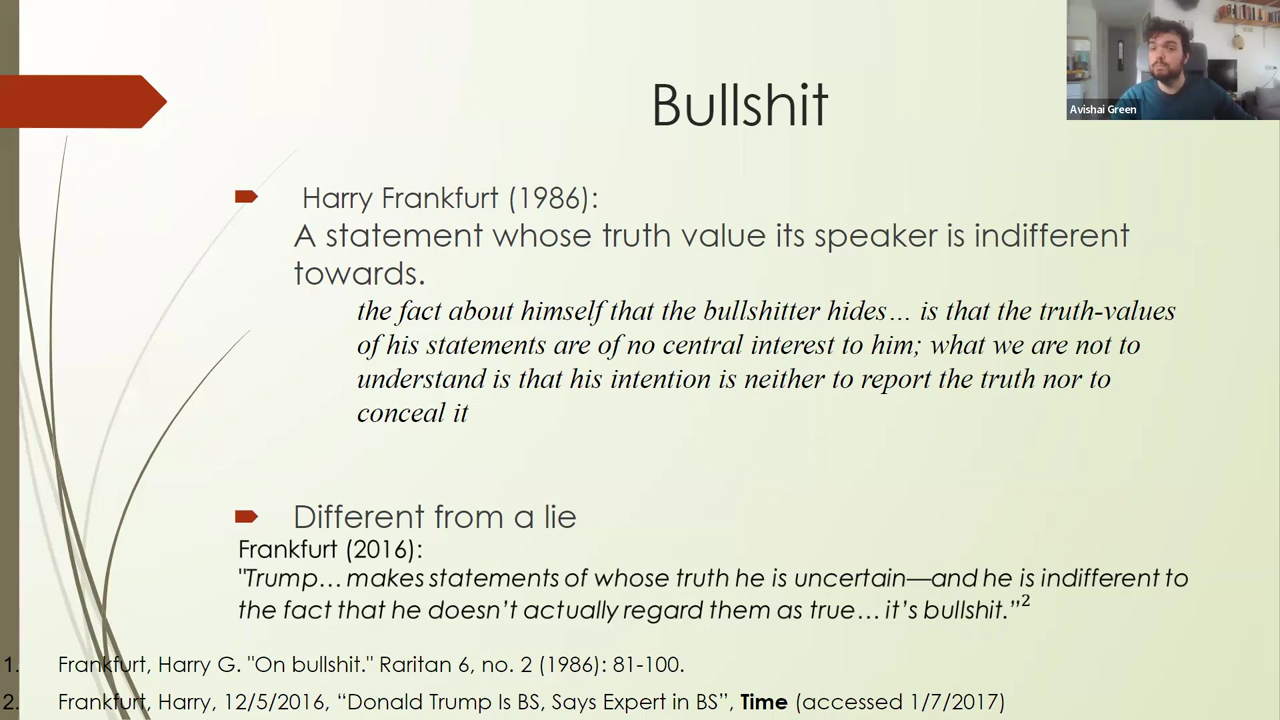 Bullshit
Avishai Green
Harry Frankfurt (1986):
A statement whose truth value its speaker is indifferent
towards.
the fact about himself that the bullshitter hides… is that the truth-values
of his statements are of no central interest to him; what we are not to
understand is that his intention is neither to report the truth nor to
conceal it
Different from a lie
Frankfurt (2016):
"Trump… makes statements of whose truth he is uncertain—and he is indifferent to
the fact that he doesn’t actually regard them as true… it’s bullshit.”²
1. Frankfurt, Harry G. "On bullshit." Raritan 6, no. 2 (1986): 81-100.
2. Frankfurt, Harry, 12/5/2016, “Donald Trump Is BS, Says Expert in BS”, Time (accessed 1/7/2017)